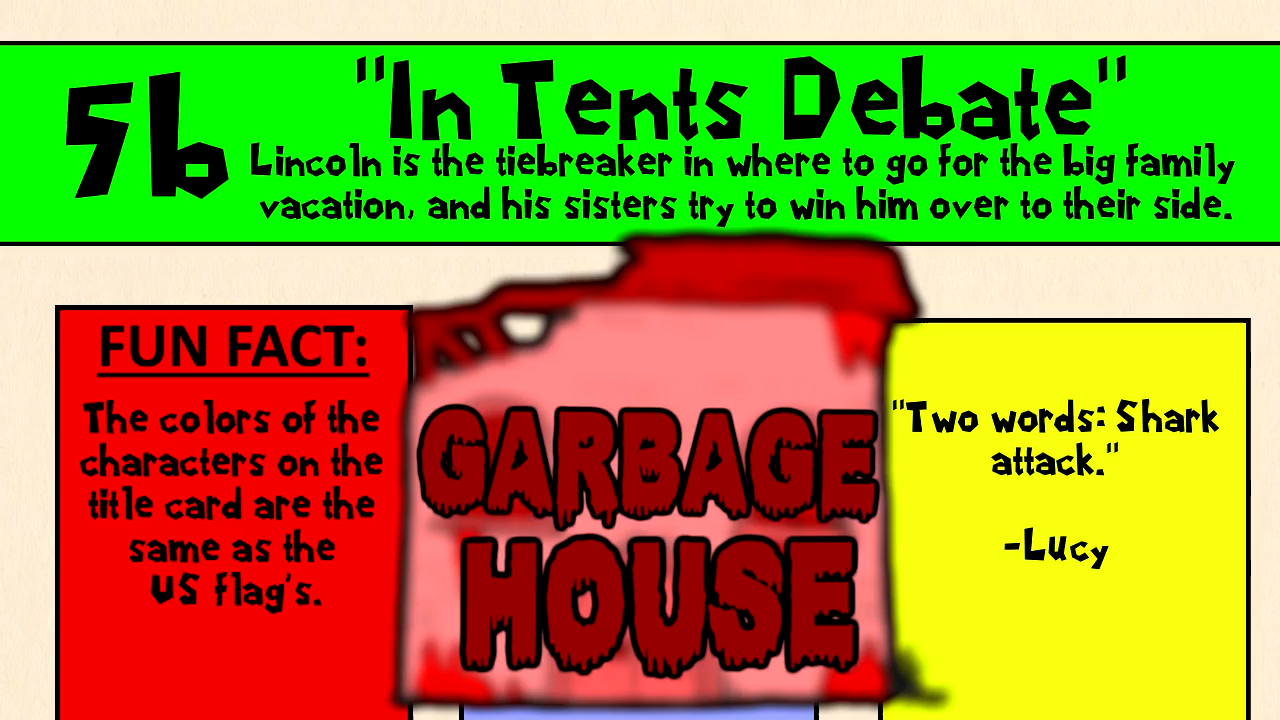 5b
"In Tents Debate"
Lincoln is the tiebreaker in where to go for the big family
vacation, and his sisters try to win him over to their side.
FUN FACT:
The colors of the
characters on the
title card are the
same as the
US flag's.
GARBAGE
HOUSE
"Two words: Shark
attack."
-Lucy